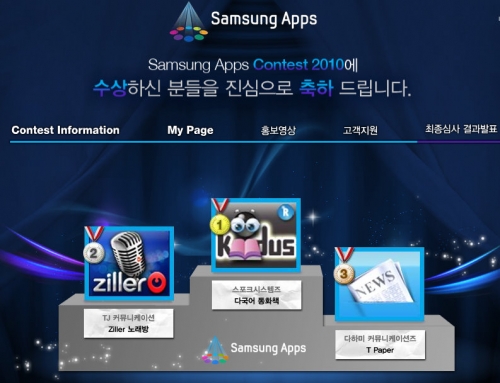 Samsung Apps
Samsung Apps Contest 2010에
수상하신 분들을 진심으로 축하 드립니다.
Contest Information My Page 홍보영상 고객지원 최종심사 결과발표
1
R
Kodus
2
zillero
3
NEWS
스포크시스템즈
다국어 동화책
TJ 커뮤니케이션
Ziller 노래방
다하미 커뮤니케이션즈
T Paper
Samsung Apps